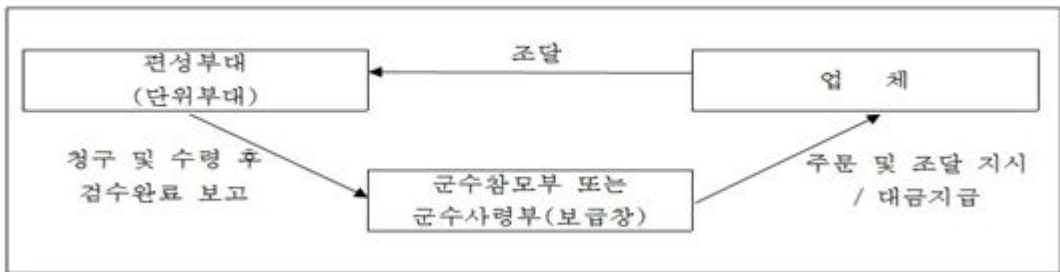 조달
편성부대
(단위부대)
업 체
청구 및 수령 후
검수완료 보고
군수참모부 또는
군수사령부(보급창)
주문 및 조달 지시
/ 대금지급